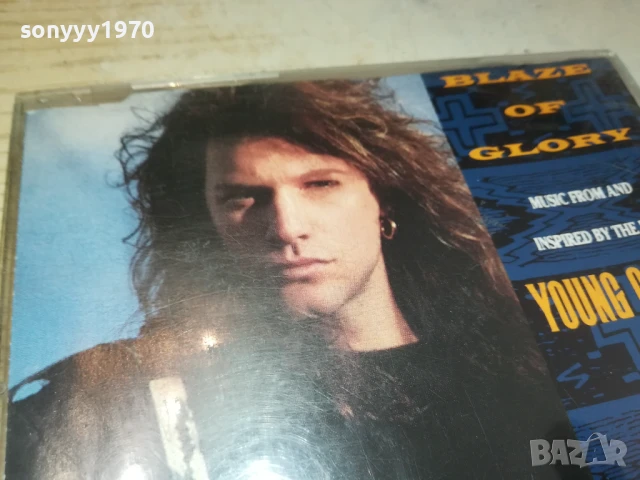 sonyyy1970
BLAZE
OF
GLORY
MUSIC FROM AND
INSPIRED BY THE
YOUNG
BAZAR